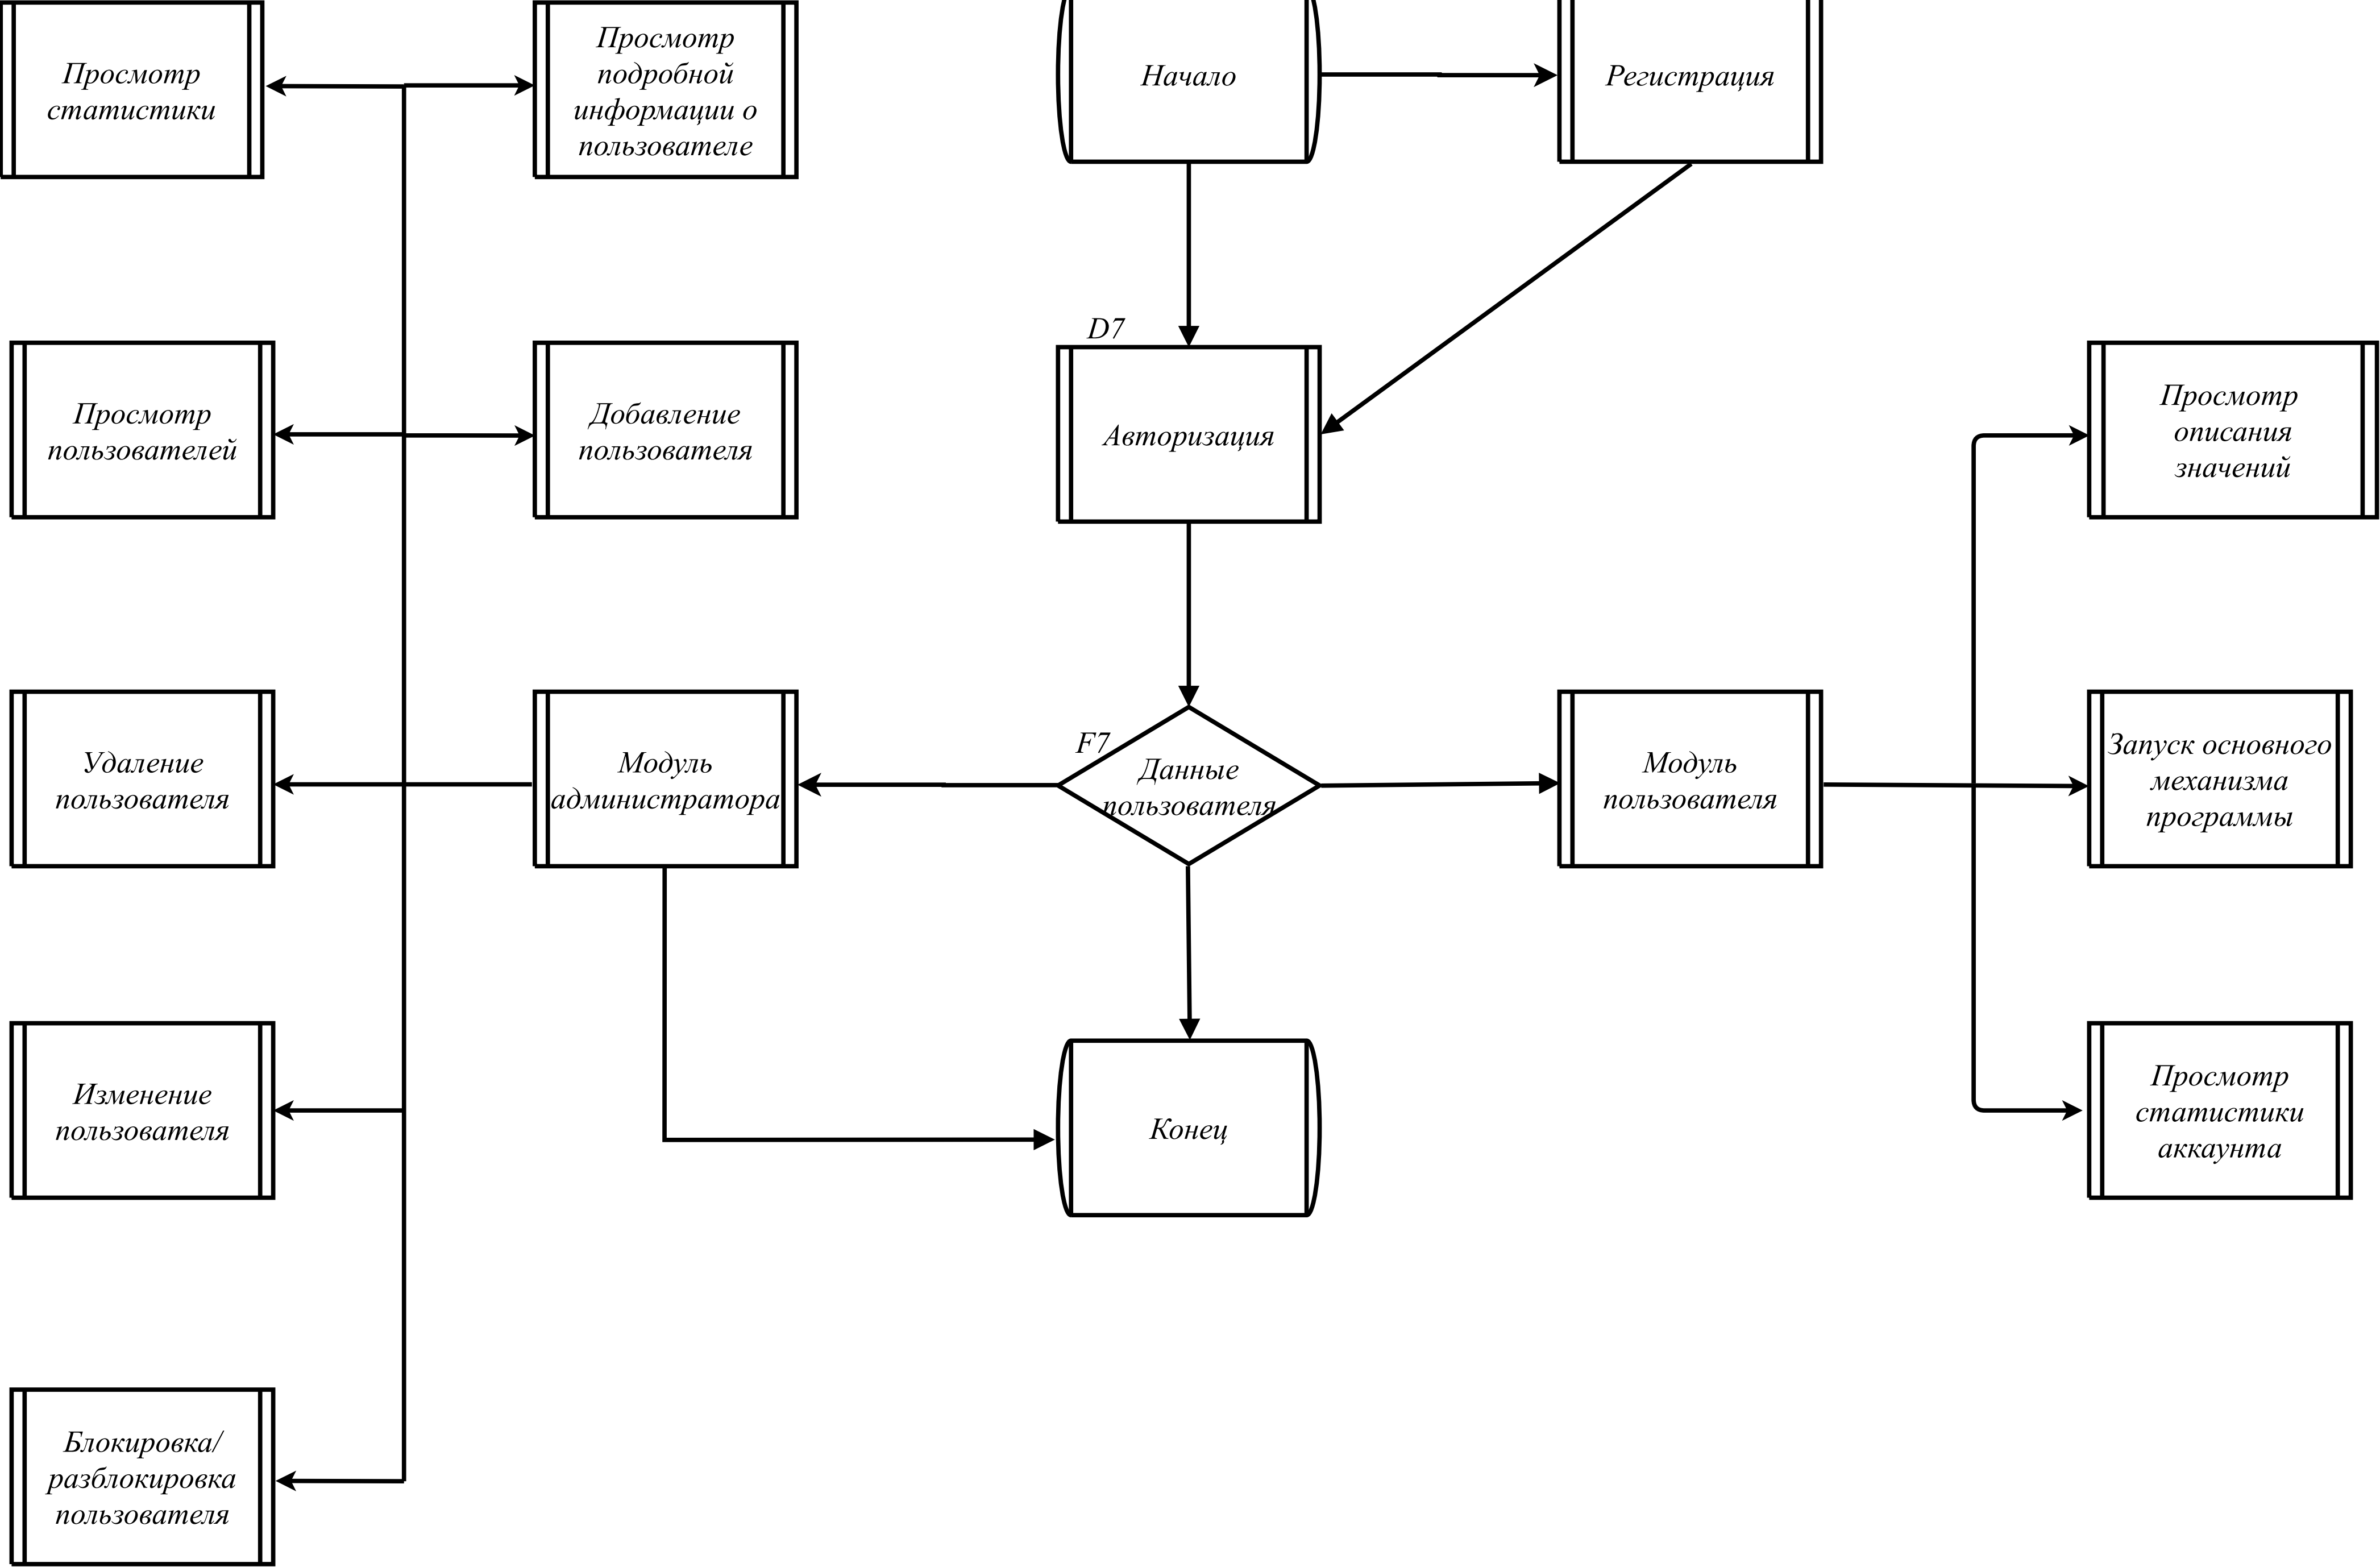 Просмотр
статистики
Просмотр
подробной
информации о
пользователе
Начало
Регистрация
Просмотр
пользователей
Добавление
пользователя
D7
Авторизация
Просмотр
описания
значений
Удаление
пользователя
Модуль
администратора
F7
Данные
пользователя
Модуль
пользователя
Запуск основного
механизма
программы
Изменение
пользователя
Конец
Просмотр
статистики
аккаунта
Блокировка/
разблокировка
пользователя